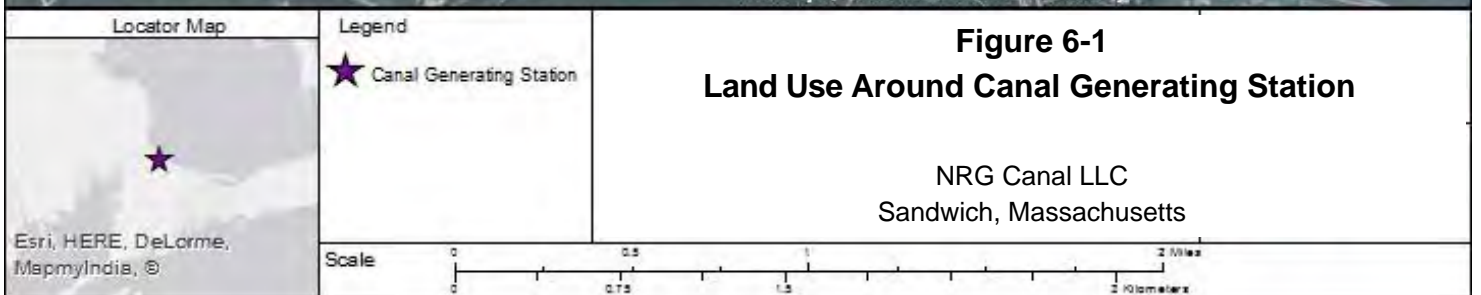 Locator Map
Esri, HERE, DeLorme,
MapmyIndia, ©
Legend
Canal Generating Station
Figure 6-1
Land Use Around Canal Generating Station
NRG Canal LLC
Sandwich, Massachusetts
Scale
0 0.5 1 2 Miles
0 0.75 1.5 3 Kilometers